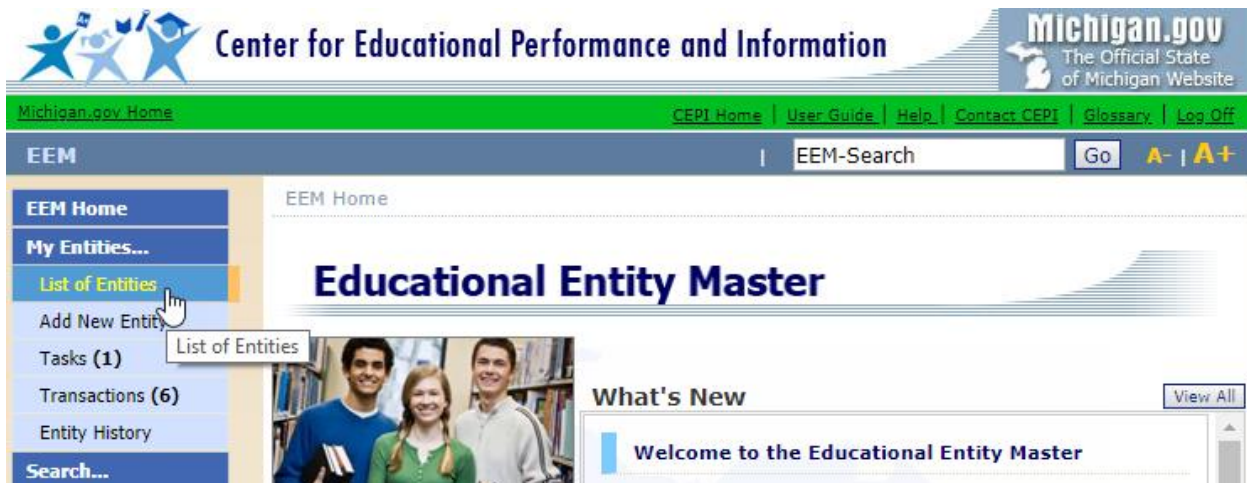 Center for Educational Performance and Information
Michigan.gov
The Official State
of Michigan Website
Michigan.gov Home
CEPI Home | User Guide | Help | Contact CEPI | Glossary | Log Off
EEM
| EEM-Search Go A- | A+
EEM Home
EEM Home
My Entities...
List of Entities
Add New Entity
List of Entities
Tasks (1)
Transactions (6)
Entity History
Search...
Educational Entity Master
What's New
View All
Welcome to the Educational Entity Master